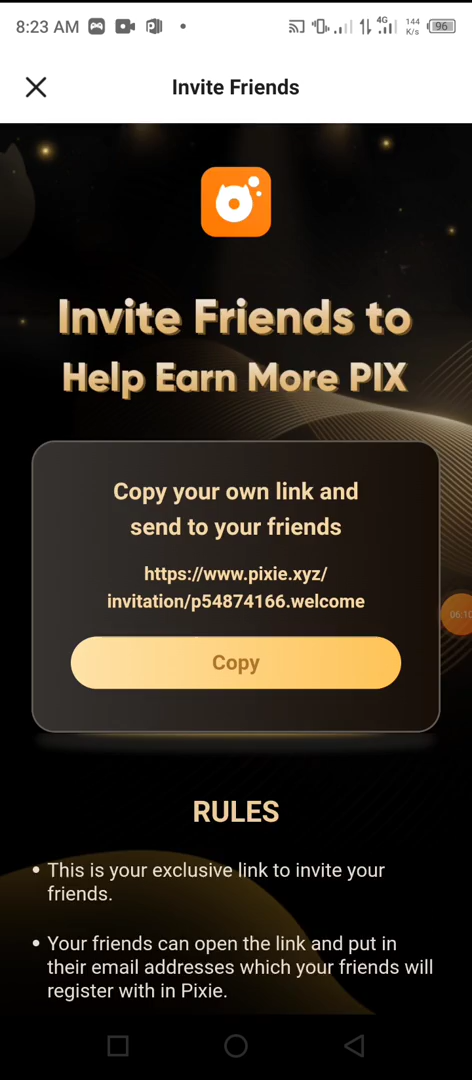 8:23 AM
4G
144
K/s
96
Invite Friends
Invite Friends to
Help Earn More PIX
Copy your own link and
send to your friends
https://www.pixie.xyz/
invitation/p54874166.welcome
06:10
Copy
RULES
• This is your exclusive link to invite your
friends.
• Your friends can open the link and put in
their email addresses which your friends will
register with in Pixie.